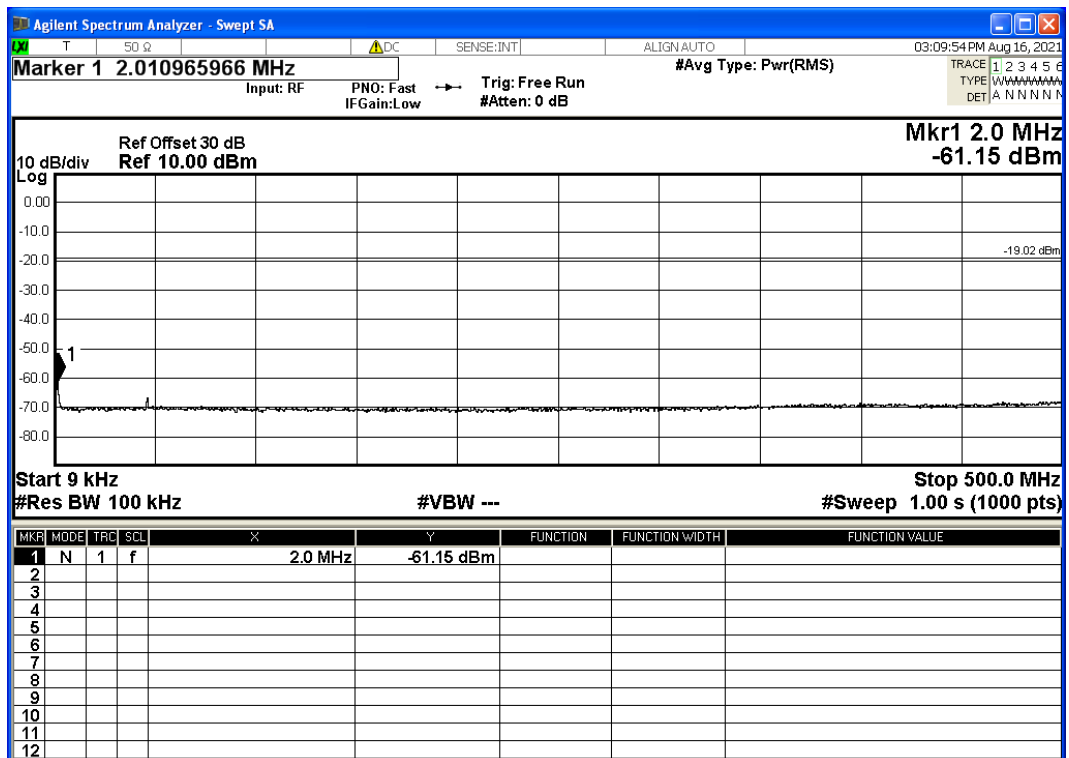 Agilent Spectrum Analyzer - Swept SA
LXI T 50 Ω DC SENSE:INT ALIGN AUTO 03:09:54 PM Aug 16, 2021
Marker 1 2.010965966 MHz #Avg Type: Pwr(RMS) TRACE 1 2 3 4 5 6
Input: RF PNO: Fast Trig: Free Run TYPE
IFGain:Low #Atten: 0 dB DET A N N N N N
Mkr1 2.0 MHz
Ref Offset 30 dB
10 dB/div Ref 10.00 dBm -61.15 dBm
Log
0.00
-10.0
-19.02 dBm
-20.0
-30.0
-40.0
-50.0
1
-60.0
-70.0
-80.0
Start 9 kHz Stop 500.0 MHz
#Res BW 100 kHz #VBW --- #Sweep 1.00 s (1000 pts)
MKR MODE TRC SCL X Y FUNCTION FUNCTION WIDTH FUNCTION VALUE
1 N 1 f 2.0 MHz -61.15 dBm
2
3
4
5
6
7
8
9
10
11
12